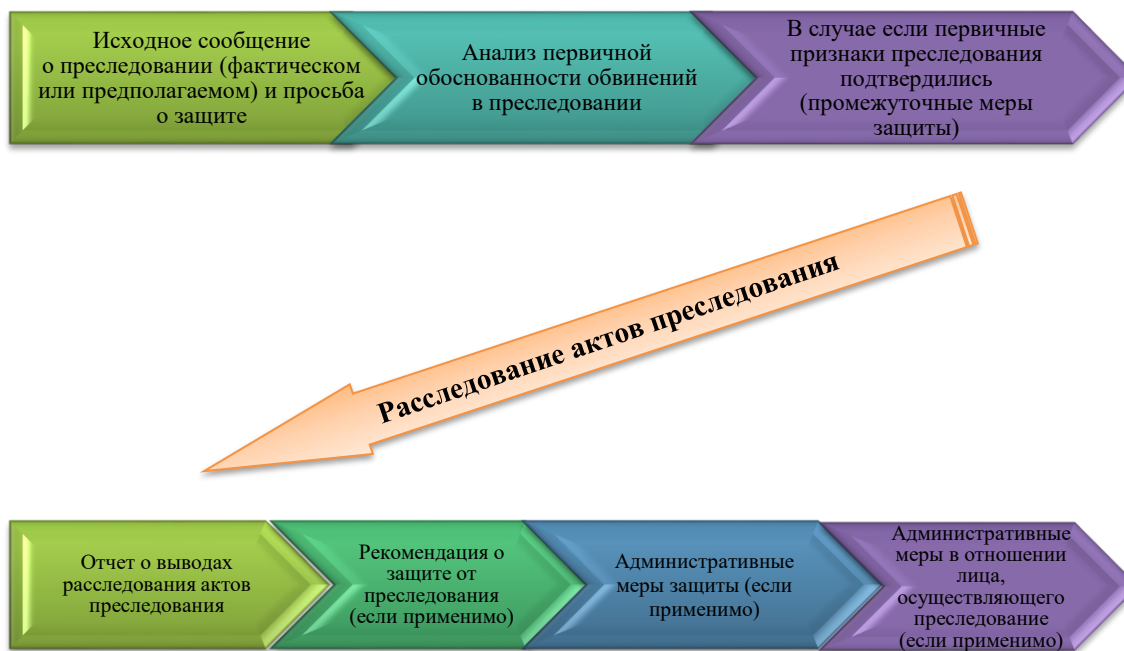 Исходное сообщение
о преследовании (фактическом
или предполагаемом) и просьба
о защите
Анализ первичной
обоснованности обвинений
в преследовании
В случае если первичные
признаки преследования
подтвердились
(промежуточные меры
защиты)
Расследование актов преследования
Отчет о выводах
расследования актов
преследования
Рекомендация о
защите от
преследования
(если применимо)
Административные
меры защиты (если
применимо)
Административные
меры в отношении
лица,
осуществляющего
преследование
(если применимо)